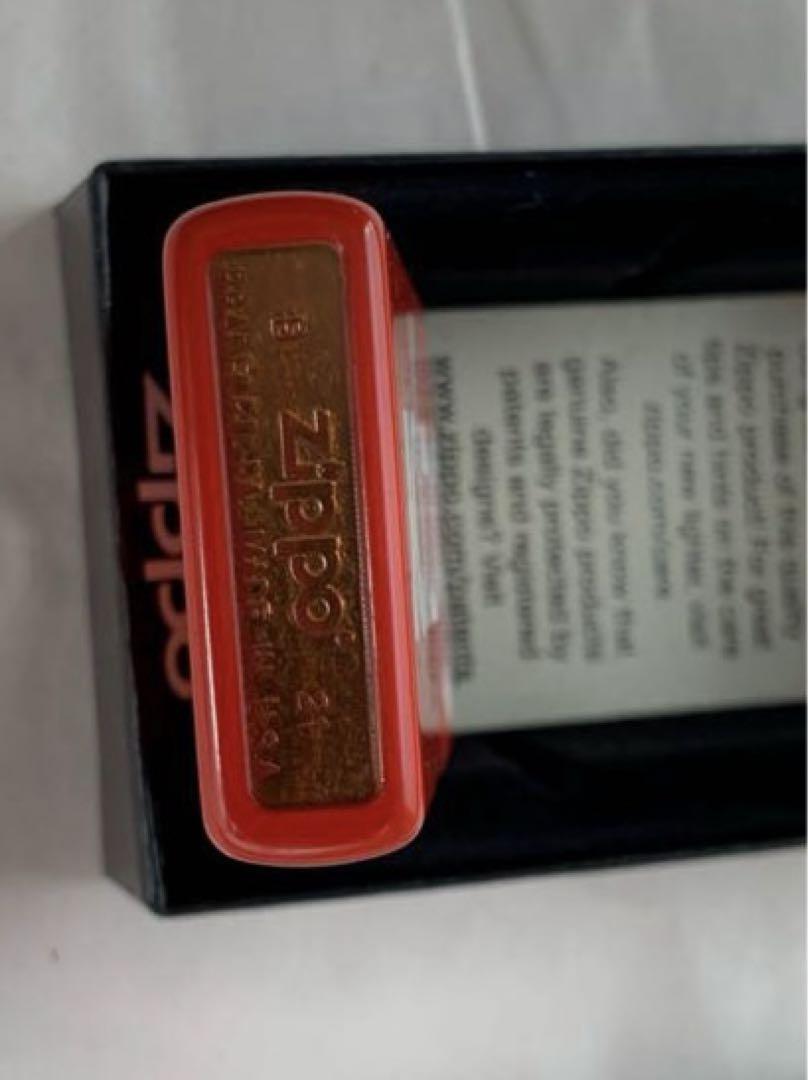 Zippo
Zippo 21
MADE IN USA
purchase of this quality
Zippo product! For great
tips and hints on the care
of your new lighter, visit
zippo.com/care.
Also, did you know that
genuine Zippo products
are legally protected by
patents and registered
designs? Visit
www.zippo.com/patents.